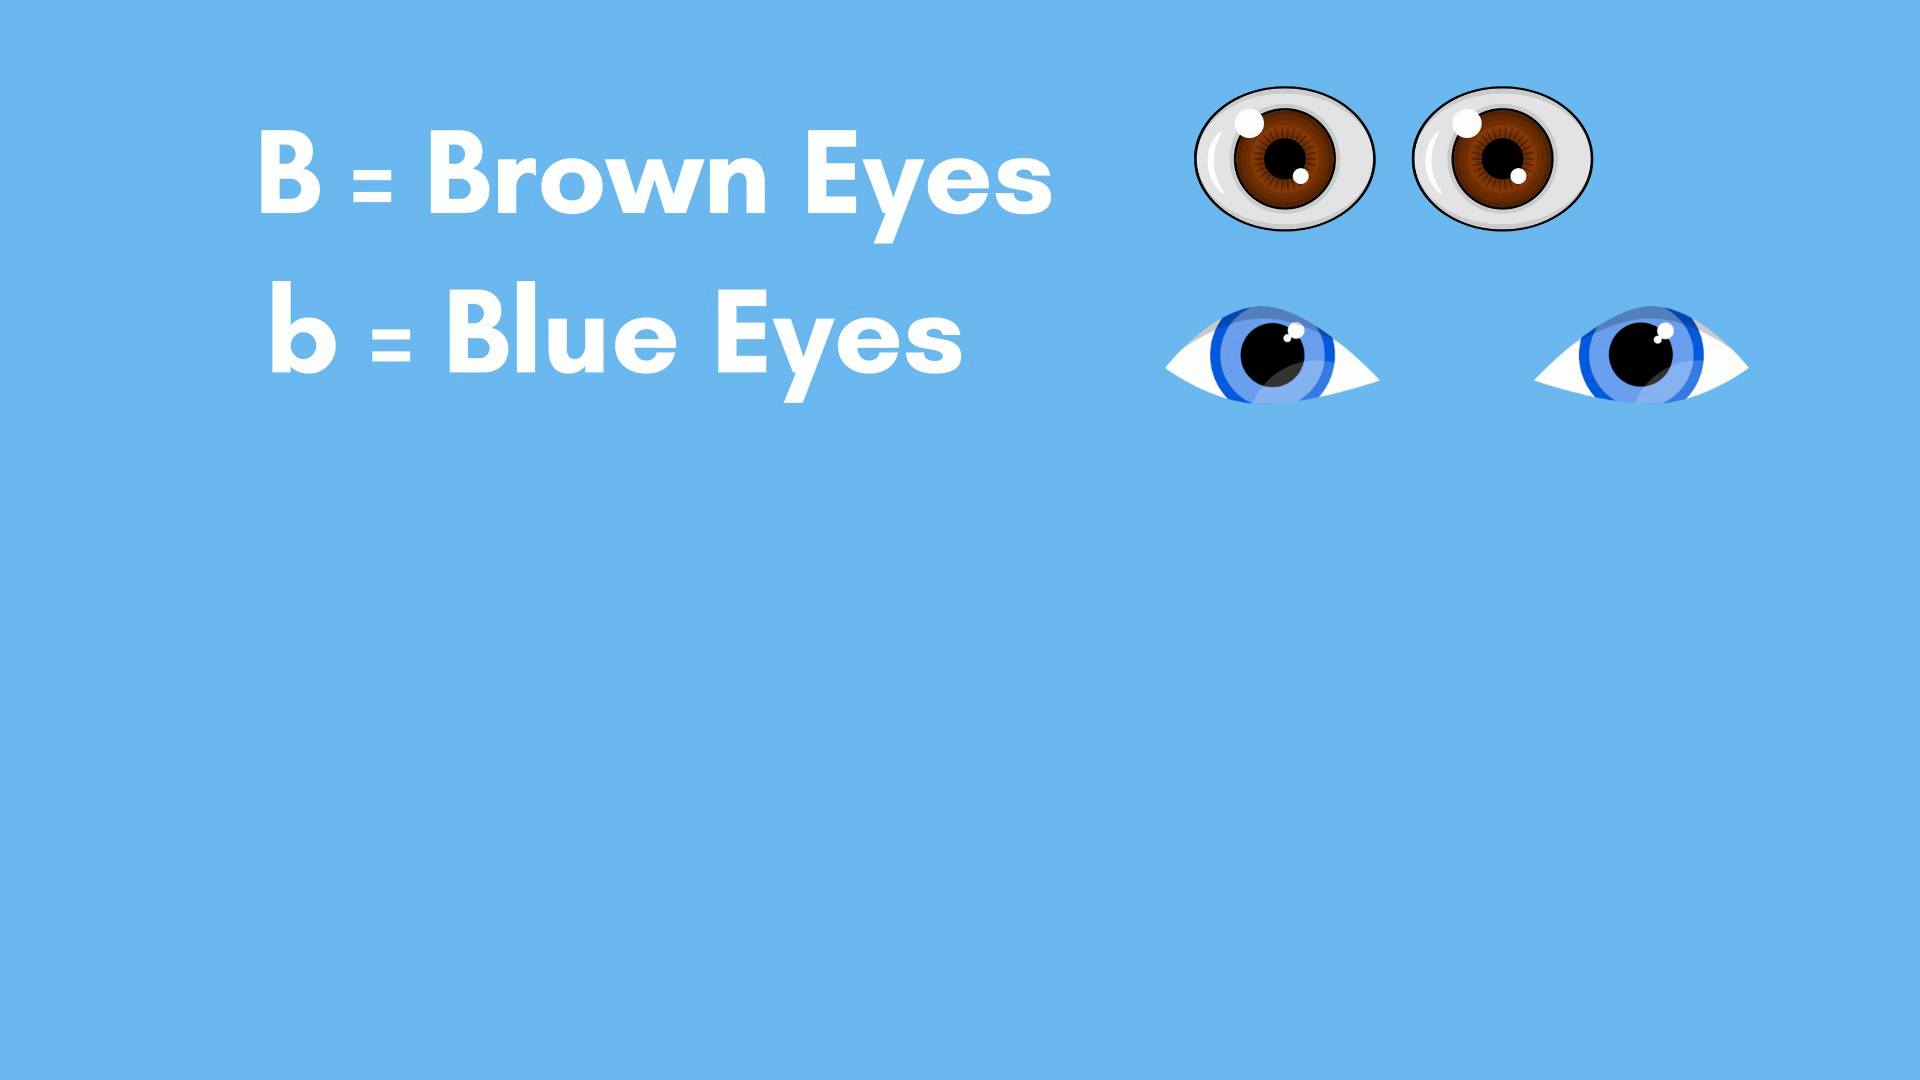 B = Brown Eyes
b = Blue Eyes